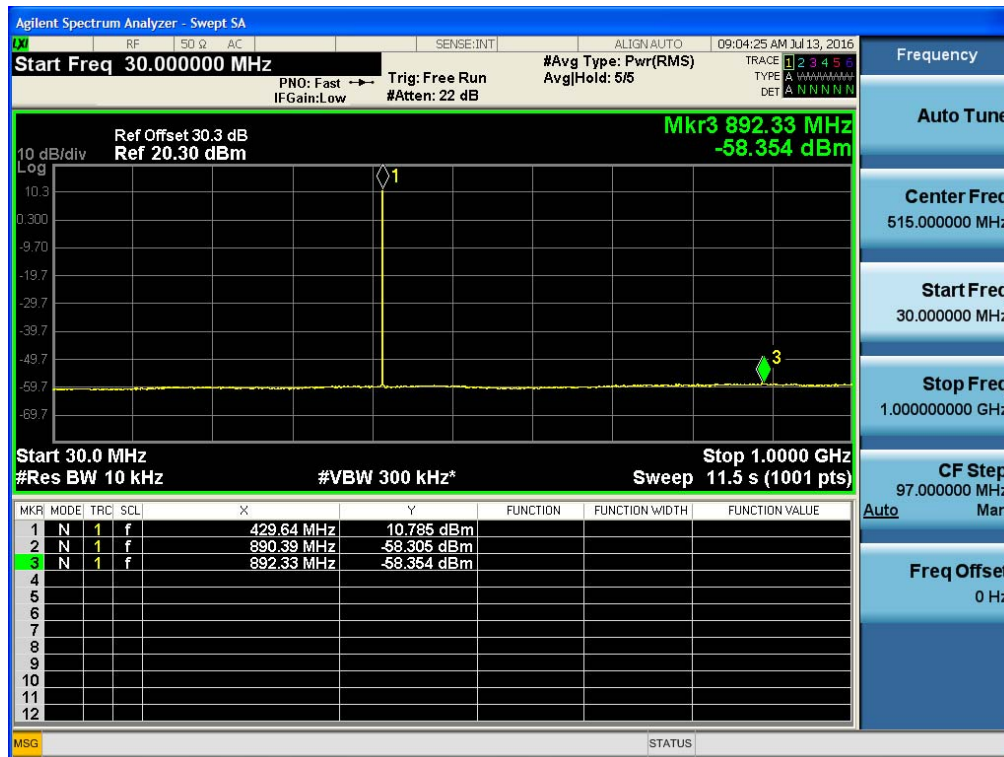 Agilent Spectrum Analyzer - Swept SA
LXI RF 50 Ω AC SENSE:INT ALIGN AUTO 09:04:25 AM Jul 13, 2016
Start Freq 30.000000 MHz
PNO: Fast
IFGain:Low
Trig: Free Run
#Atten: 22 dB
#Avg Type: Pwr(RMS)
Avg|Hold: 5/5
TRACE 1 2 3 4 5 6
TYPE A
DET A N N N N N
Frequency
Auto Tune
Center Freq
515.000000 MHz
Start Freq
30.000000 MHz
Stop Freq
1.000000000 GHz
CF Step
97.000000 MHz
Auto Man
Freq Offset
0 Hz
Mkr3 892.33 MHz
-58.354 dBm
Ref Offset 30.3 dB
10 dB/div Ref 20.30 dBm
Log
10.3
0.300
-9.70
-19.7
-29.7
-39.7
-49.7
-59.7
-69.7
1
3
Start 30.0 MHz Stop 1.0000 GHz
#Res BW 10 kHz #VBW 300 kHz* Sweep 11.5 s (1001 pts)
MKR MODE TRC SCL X Y FUNCTION FUNCTION WIDTH FUNCTION VALUE
1 N 1 f 429.64 MHz 10.785 dBm
2 N 1 f 890.39 MHz -58.305 dBm
3 N 1 f 892.33 MHz -58.354 dBm
4
5
6
7
8
9
10
11
12
MSG STATUS